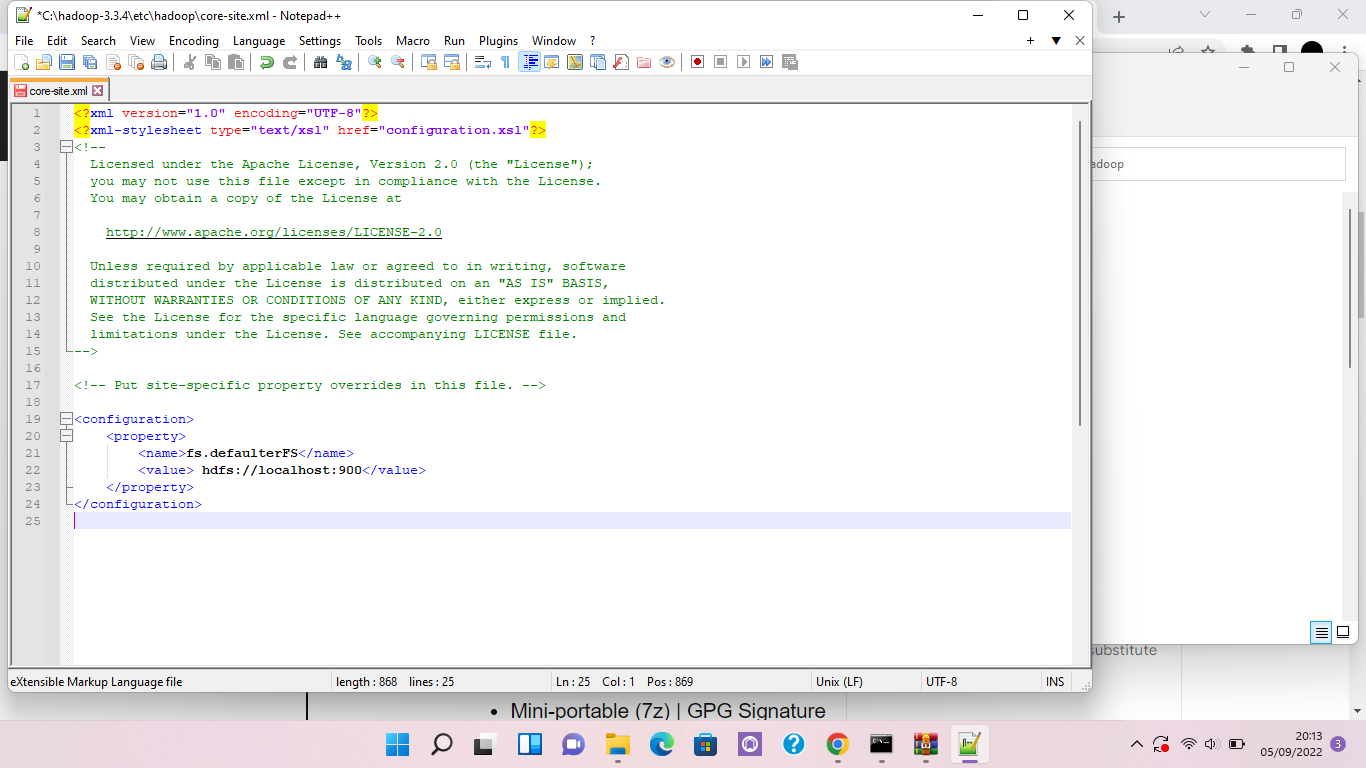 *C:\hadoop-3.3.4\etc\hadoop\core-site.xml - Notepad++
File Edit Search View Encoding Language Settings Tools Macro Run Plugins Window ?
core-site.xml
1 <?xml version="1.0" encoding="UTF-8"?>
2 <?xml-stylesheet type="text/xsl" href="configuration.xsl"?>
3 <!--
4 Licensed under the Apache License, Version 2.0 (the "License");
5 you may not use this file except in compliance with the License.
6 You may obtain a copy of the License at
7
8 http://www.apache.org/licenses/LICENSE-2.0
9
10 Unless required by applicable law or agreed to in writing, software
11 distributed under the License is distributed on an "AS IS" BASIS,
12 WITHOUT WARRANTIES OR CONDITIONS OF ANY KIND, either express or implied.
13 See the License for the specific language governing permissions and
14 limitations under the License. See accompanying LICENSE file.
15 -->
16
17 <!-- Put site-specific property overrides in this file. -->
18
19 <configuration>
20 <property>
21 <name>fs.defaulterFS</name>
22 <value> hdfs://localhost:900</value>
23 </property>
24 </configuration>
25
adoop
substitute
eXtensible Markup Language file length : 868 lines : 25 Ln : 25 Col : 1 Pos : 869 Unix (LF) UTF-8 INS
• Mini-portable (7z) | GPG Signature
20:13
05/09/2022
3